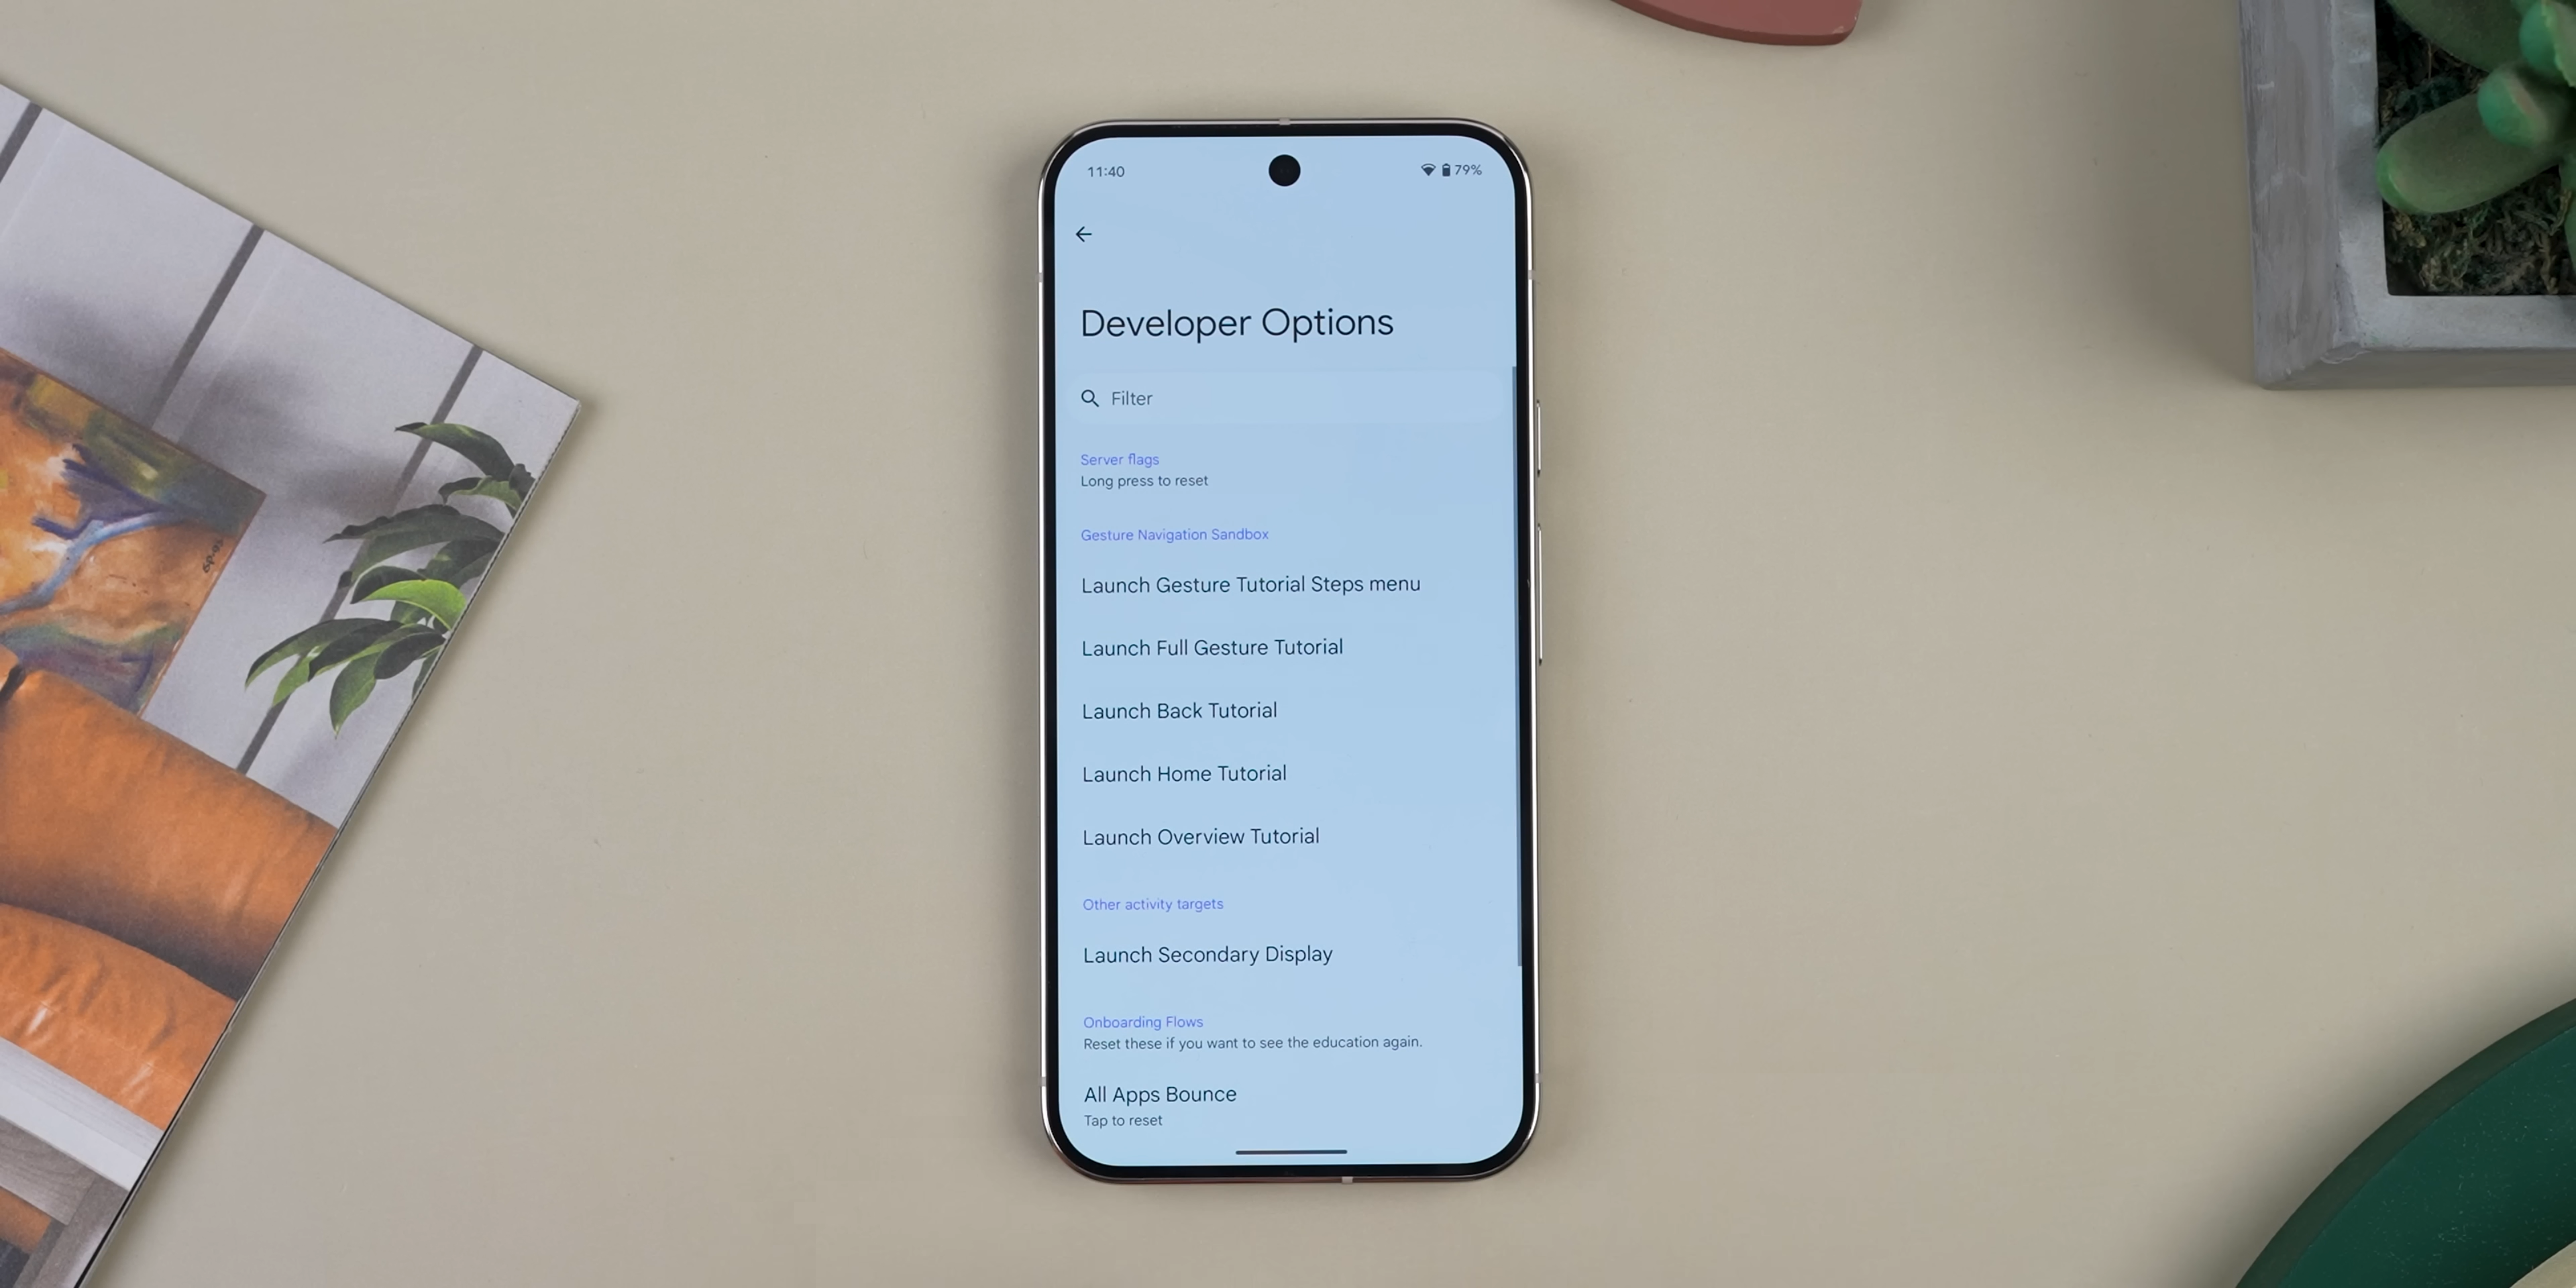 11:40
79%
Developer Options
Filter
Server flags
Long press to reset
Gesture Navigation Sandbox
Launch Gesture Tutorial Steps menu
Launch Full Gesture Tutorial
Launch Back Tutorial
Launch Home Tutorial
Launch Overview Tutorial
Other activity targets
Launch Secondary Display
Onboarding Flows
Reset these if you want to see the education again.
All Apps Bounce
Tap to reset